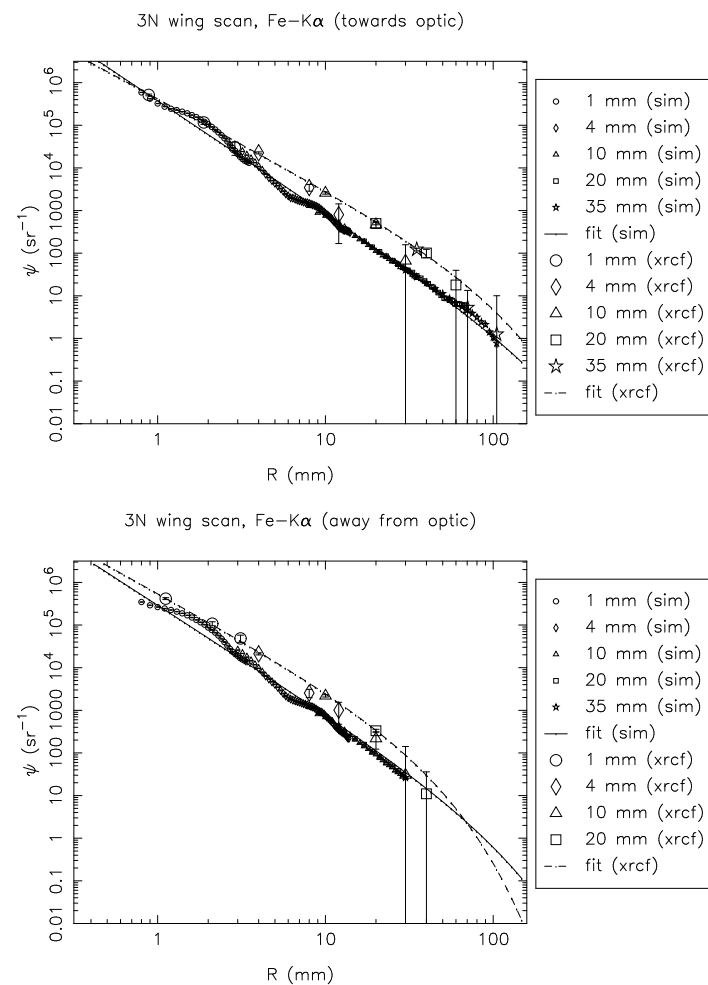 3N wing scan, Fe−Kα (towards optic)
10⁶
10⁵
10⁴
1000
100
10
1
0.1
0.01
ψ (sr⁻¹)
1
10
100
R (mm)
1 mm (sim)
4 mm (sim)
10 mm (sim)
20 mm (sim)
35 mm (sim)
fit (sim)
1 mm (xrcf)
4 mm (xrcf)
10 mm (xrcf)
20 mm (xrcf)
35 mm (xrcf)
fit (xrcf)
3N wing scan, Fe−Kα (away from optic)
10⁶
10⁵
10⁴
1000
100
10
1
0.1
0.01
ψ (sr⁻¹)
1
10
100
R (mm)
1 mm (sim)
4 mm (sim)
10 mm (sim)
20 mm (sim)
35 mm (sim)
fit (sim)
1 mm (xrcf)
4 mm (xrcf)
10 mm (xrcf)
20 mm (xrcf)
fit (xrcf)